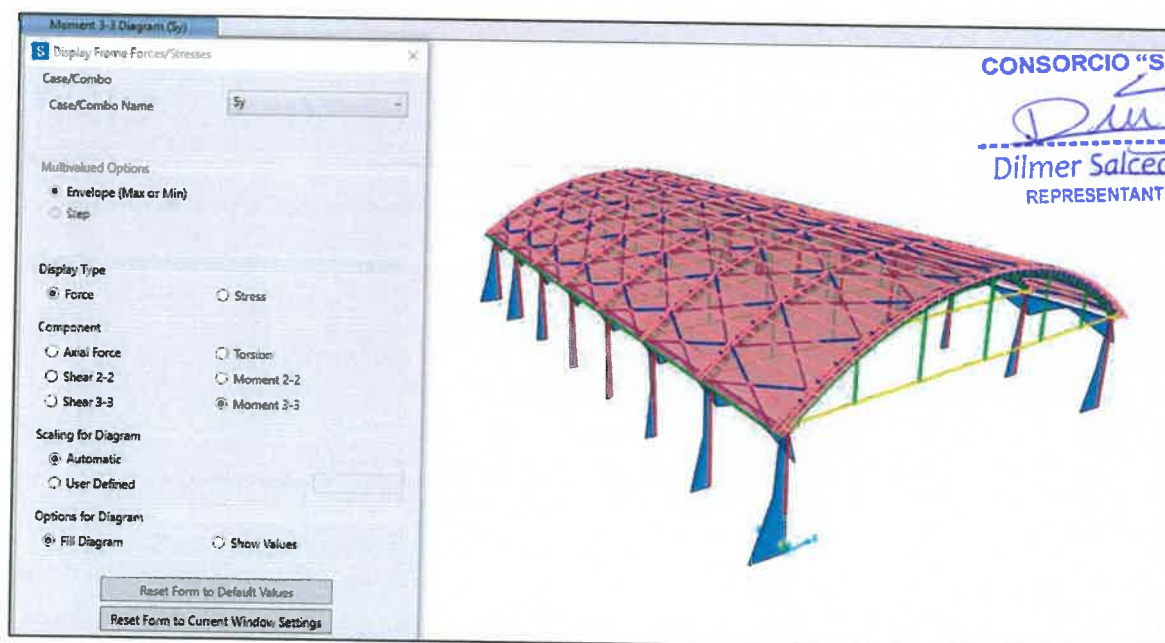 Moment 3-3 Diagram (Sy)
S Display Frame Forces/Stresses
Case/Combo
Case/Combo Name Sy
Multivalued Options
Envelope (Max or Min)
Step
Display Type
Force Stress
Component
Axial Force Torsion
Shear 2-2 Moment 2-2
Shear 3-3 Moment 3-3
Scaling for Diagram
Automatic
User Defined
Options for Diagram
Fill Diagram Show Values
Reset Form to Default Values
Reset Form to Current Window Settings
CONSORCIO "S
Dilmer Salced
REPRESENTANT